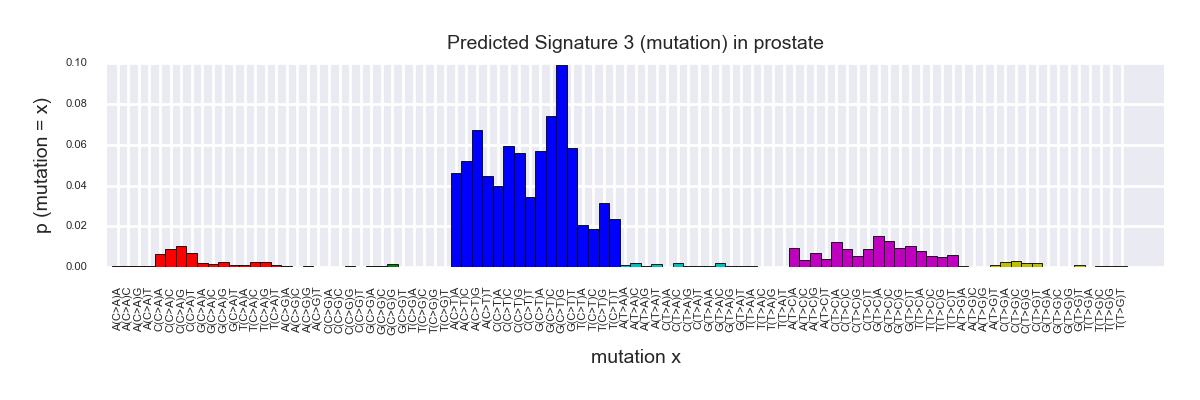 Predicted Signature 3 (mutation) in prostate
p (mutation = x)
0.10
0.08
0.06
0.04
0.02
0.00
A(C>A)A
A(C>A)C
A(C>A)G
A(C>A)T
C(C>A)A
C(C>A)C
C(C>A)G
C(C>A)T
G(C>A)A
G(C>A)C
G(C>A)G
G(C>A)T
T(C>A)A
T(C>A)C
T(C>A)G
T(C>A)T
A(C>G)A
A(C>G)C
A(C>G)G
A(C>G)T
C(C>G)A
C(C>G)C
C(C>G)G
C(C>G)T
G(C>G)A
G(C>G)C
G(C>G)G
G(C>G)T
T(C>G)A
T(C>G)C
T(C>G)G
T(C>G)T
A(C>T)A
A(C>T)C
A(C>T)G
A(C>T)T
C(C>T)A
C(C>T)C
C(C>T)G
C(C>T)T
G(C>T)A
G(C>T)C
G(C>T)G
G(C>T)T
T(C>T)A
T(C>T)C
T(C>T)G
T(C>T)T
A(T>A)A
A(T>A)C
A(T>A)G
A(T>A)T
C(T>A)A
C(T>A)C
C(T>A)G
C(T>A)T
G(T>A)A
G(T>A)C
G(T>A)G
G(T>A)T
T(T>A)A
T(T>A)C
T(T>A)G
T(T>A)T
A(T>C)A
A(T>C)C
A(T>C)G
A(T>C)T
C(T>C)A
C(T>C)C
C(T>C)G
C(T>C)T
G(T>C)A
G(T>C)C
G(T>C)G
G(T>C)T
T(T>C)A
T(T>C)C
T(T>C)G
T(T>C)T
A(T>G)A
A(T>G)C
A(T>G)G
A(T>G)T
C(T>G)A
C(T>G)C
C(T>G)G
C(T>G)T
G(T>G)A
G(T>G)C
G(T>G)G
G(T>G)T
T(T>G)A
T(T>G)C
T(T>G)G
T(T>G)T
mutation x